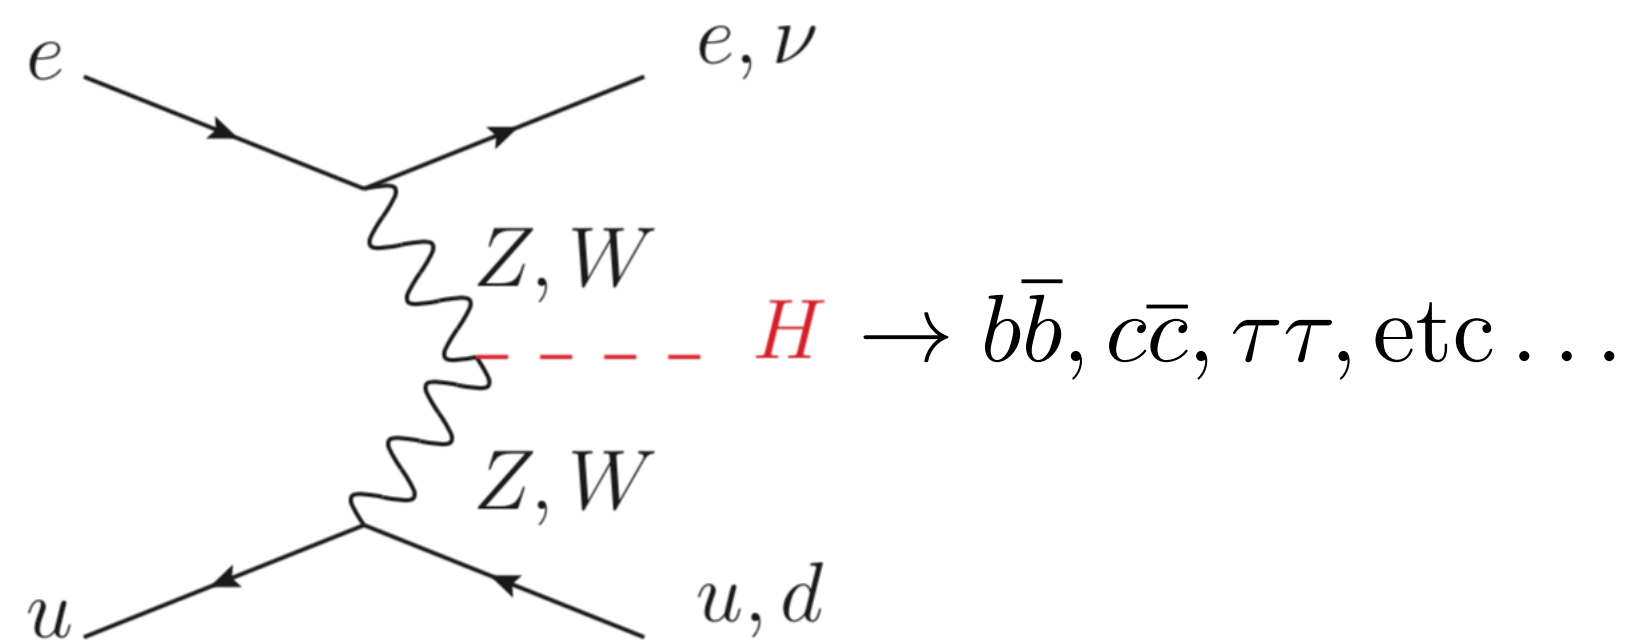 e
e, ν
Z, W
H → bb̅, cc̅, ττ, etc . . .
Z, W
u
u, d